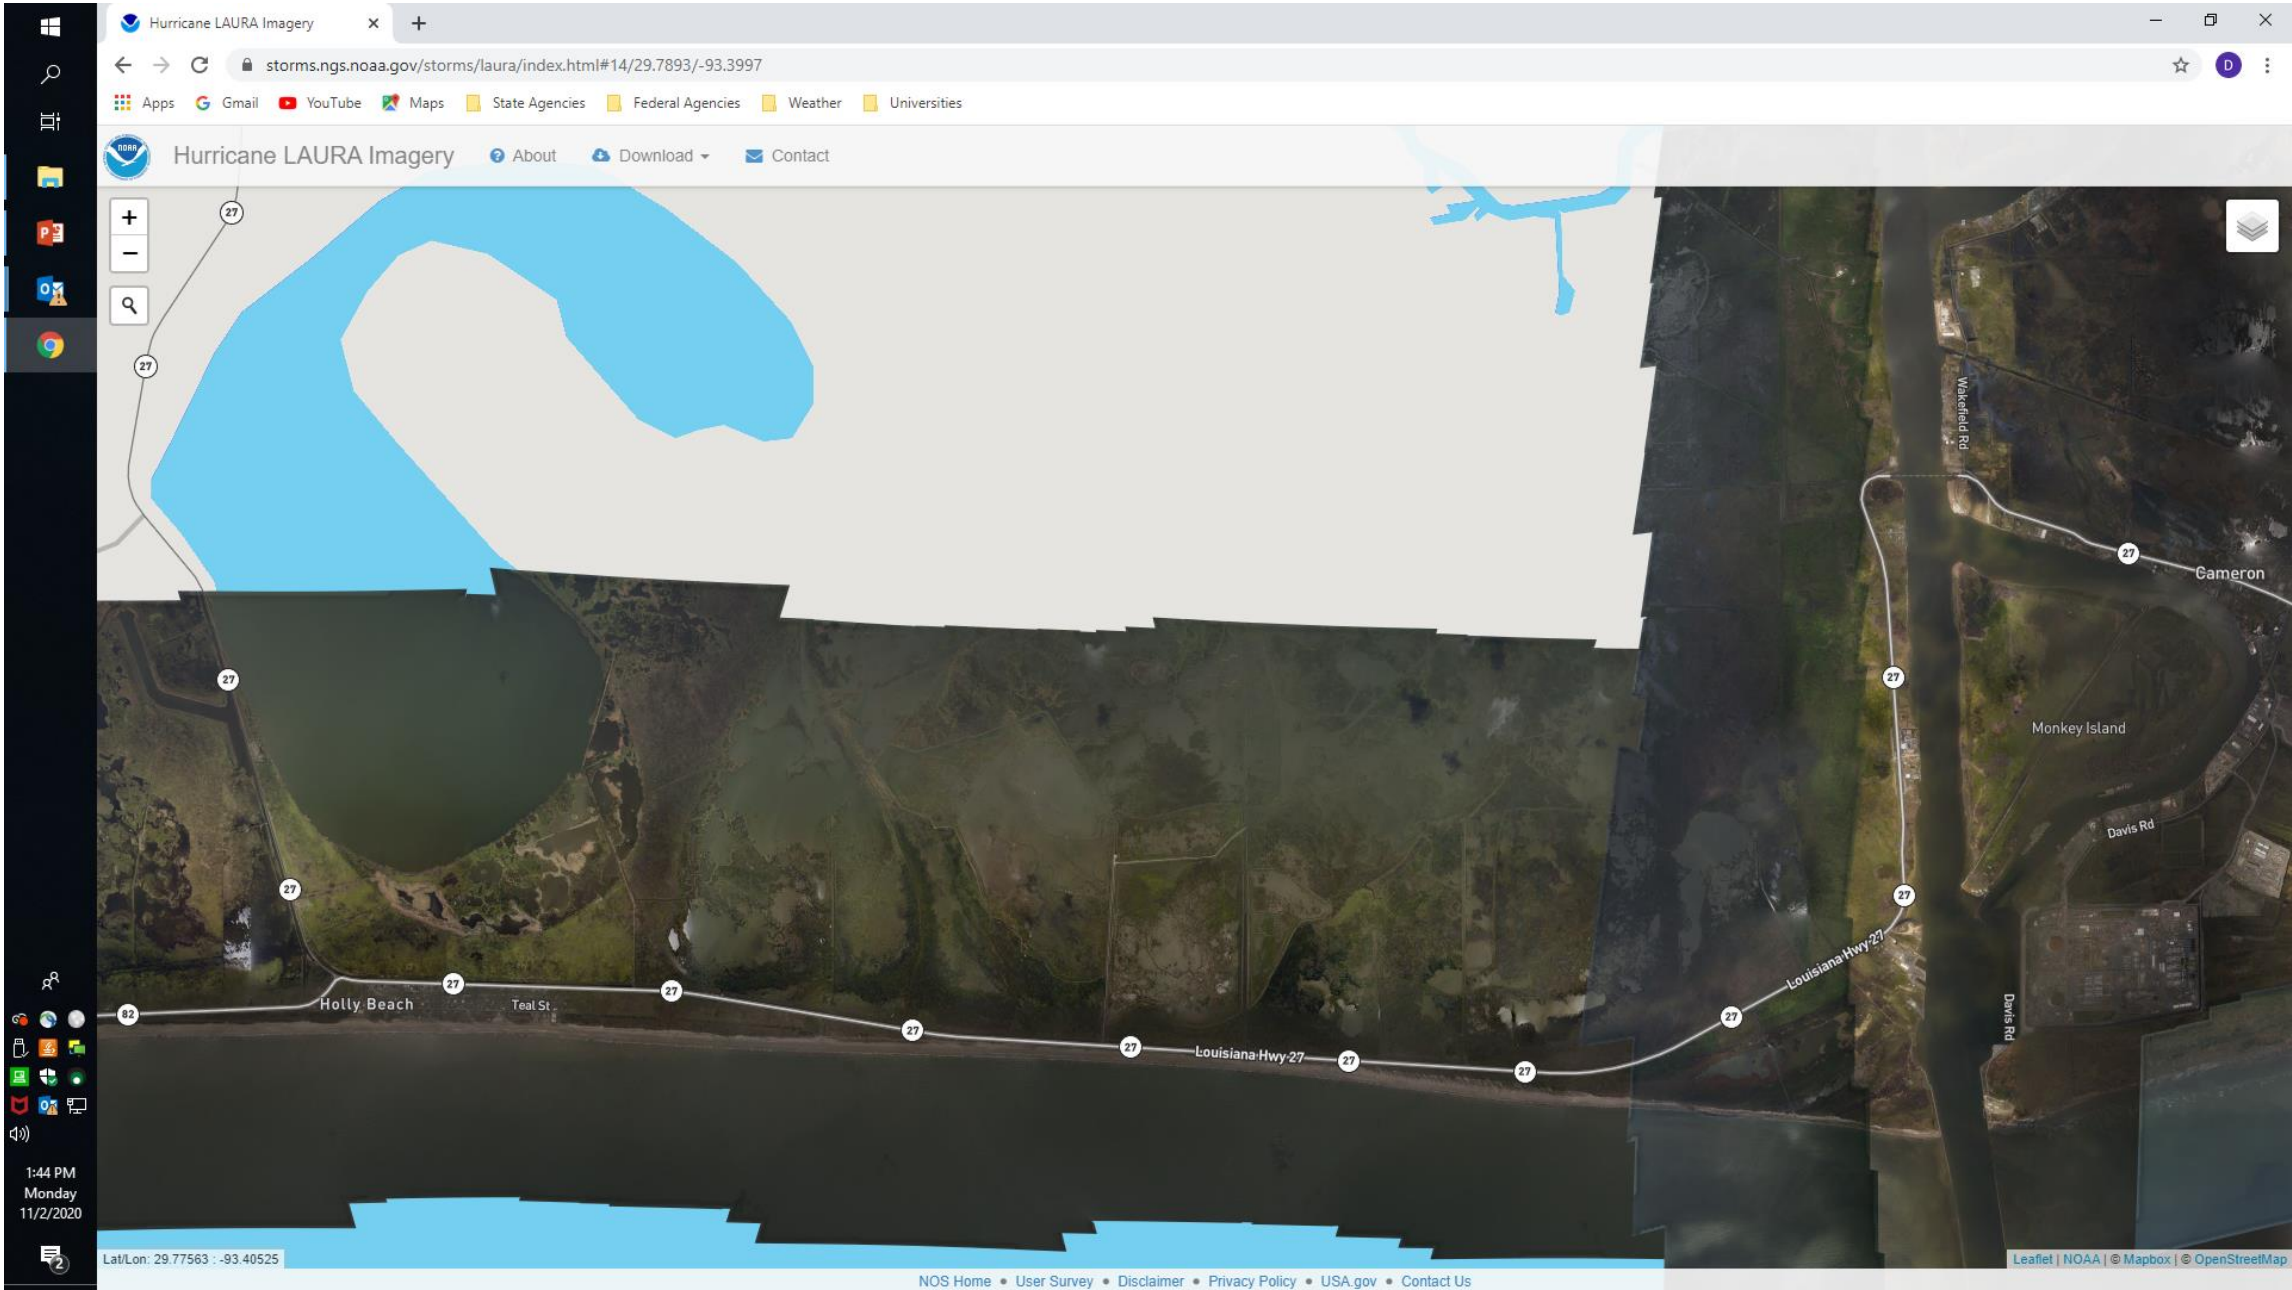 Hurricane LAURA Imagery
storms.ngs.noaa.gov/storms/laura/index.html#14/29.7893/-93.3997
D
Apps
Gmail
YouTube
Maps
State Agencies
Federal Agencies
Weather
Universities
NOAA
Hurricane LAURA Imagery
About
Download
Contact
+
−
27
27
Wakefield Rd
27
Cameron
27
27
Monkey Island
Davis Rd
27
27
Louisiana Hwy 27
27
27
Holly Beach
Teal St
82
27
27
Louisiana Hwy 27
27
27
27
Davis Rd
1:44 PM
Monday
11/2/2020
2
Lat/Lon: 29.77563 : -93.40525
Leaflet | NOAA | © Mapbox | © OpenStreetMap
NOS Home • User Survey • Disclaimer • Privacy Policy • USA.gov • Contact Us